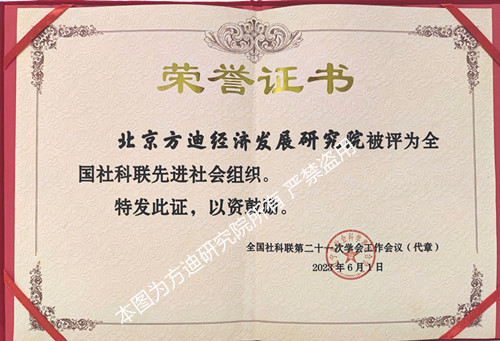 荣誉证书
北京方迪经济发展研究院被评为全
国社科联先进社会组织。
特发此证，以资鼓励。
全国社科联第二十一次学会工作会议（代章）
2023年6月1日
本图为方迪研究院所有 严禁盗用